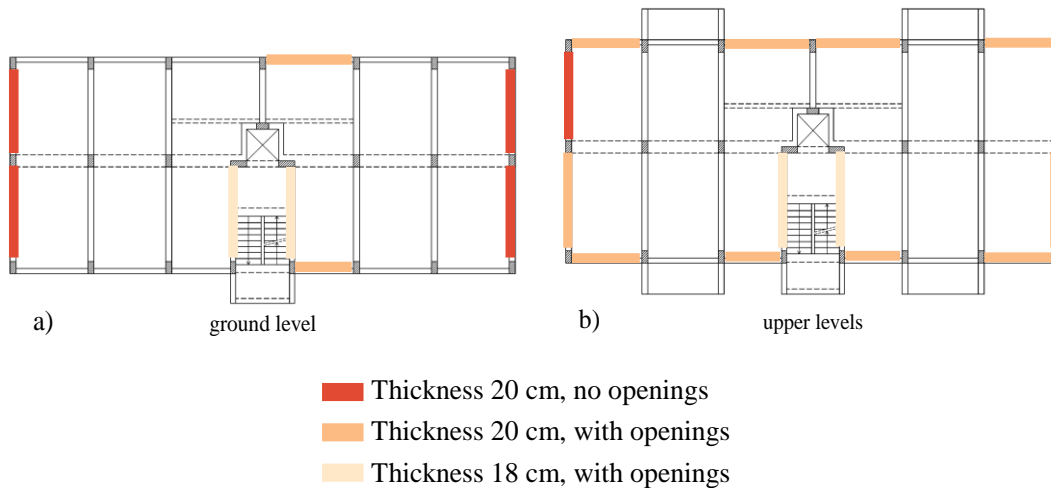 a)
ground level
b)
upper levels
Thickness 20 cm, no openings
Thickness 20 cm, with openings
Thickness 18 cm, with openings